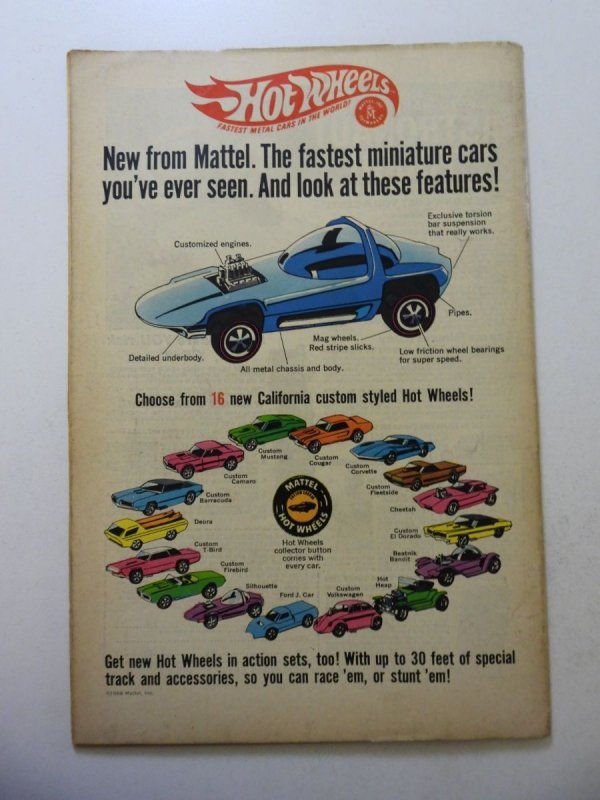 HOT WHEELS
FASTEST METAL CARS IN THE WORLD!
New from Mattel. The fastest miniature cars
you've ever seen. And look at these features!
Exclusive torsion
bar suspension
that really works.
Customized engines.
Pipes.
Mag wheels.
Red stripe slicks.
Low friction wheel bearings
for super speed.
Detailed underbody.
All metal chassis and body.
Choose from 16 new California custom styled Hot Wheels!
Custom
Mustang
Custom
Cougar
Custom
Corvette
Custom
Camaro
Custom
Fleetside
Custom
Barracuda
Cheetah
MATTEL
HOT WHEELS
Deora
Custom
El Dorado
Custom
T-Bird
Hot Wheels
collector button
comes with
every car.
Beatnik
Bandit
Custom
Firebird
Silhouette
Ford J. Car
Custom
Volkswagen
Hot
Heap
Get new Hot Wheels in action sets, too! With up to 30 feet of special
track and accessories, so you can race 'em, or stunt 'em!
©1968 Mattel, Inc.